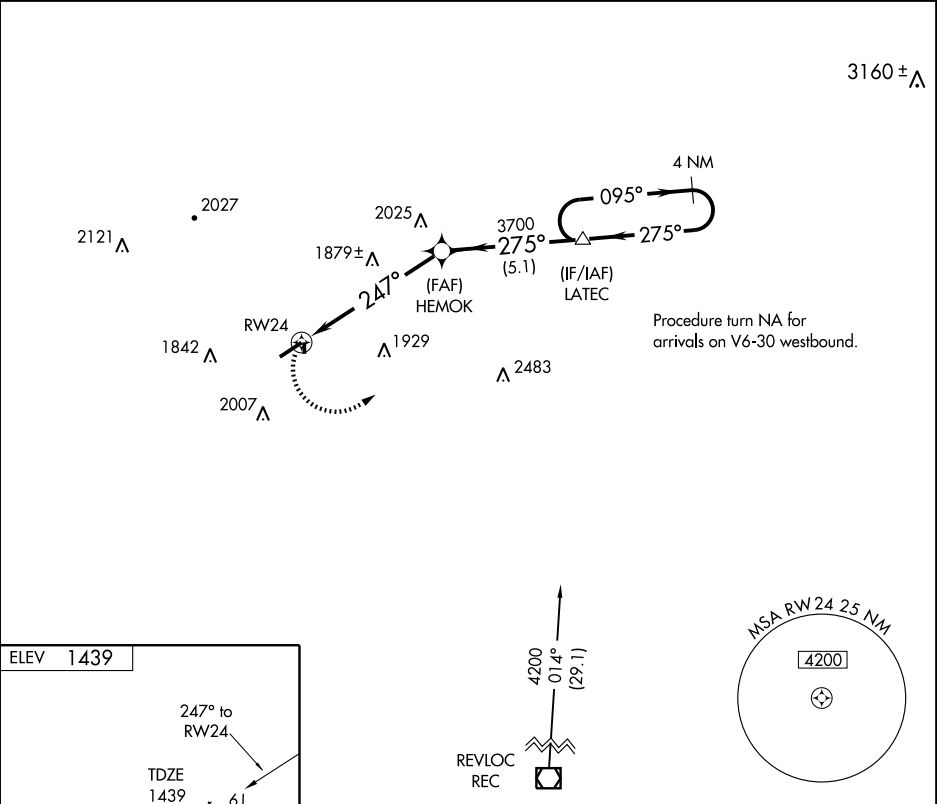 3160 ±
4 NM
095°
2027
2025
3700
2121
275°
275°
1879±
(5.1)
(IF/IAF)
LATEC
(FAF)
HEMOK
247°
RW24
Procedure turn NA for
arrivals on V6-30 westbound.
1842
1929
2483
2007
MSA RW24 25 NM
4200
014°
(29.1)
4200
ELEV 1439
247° to
RW24
REVLOC
REC
TDZE
1439